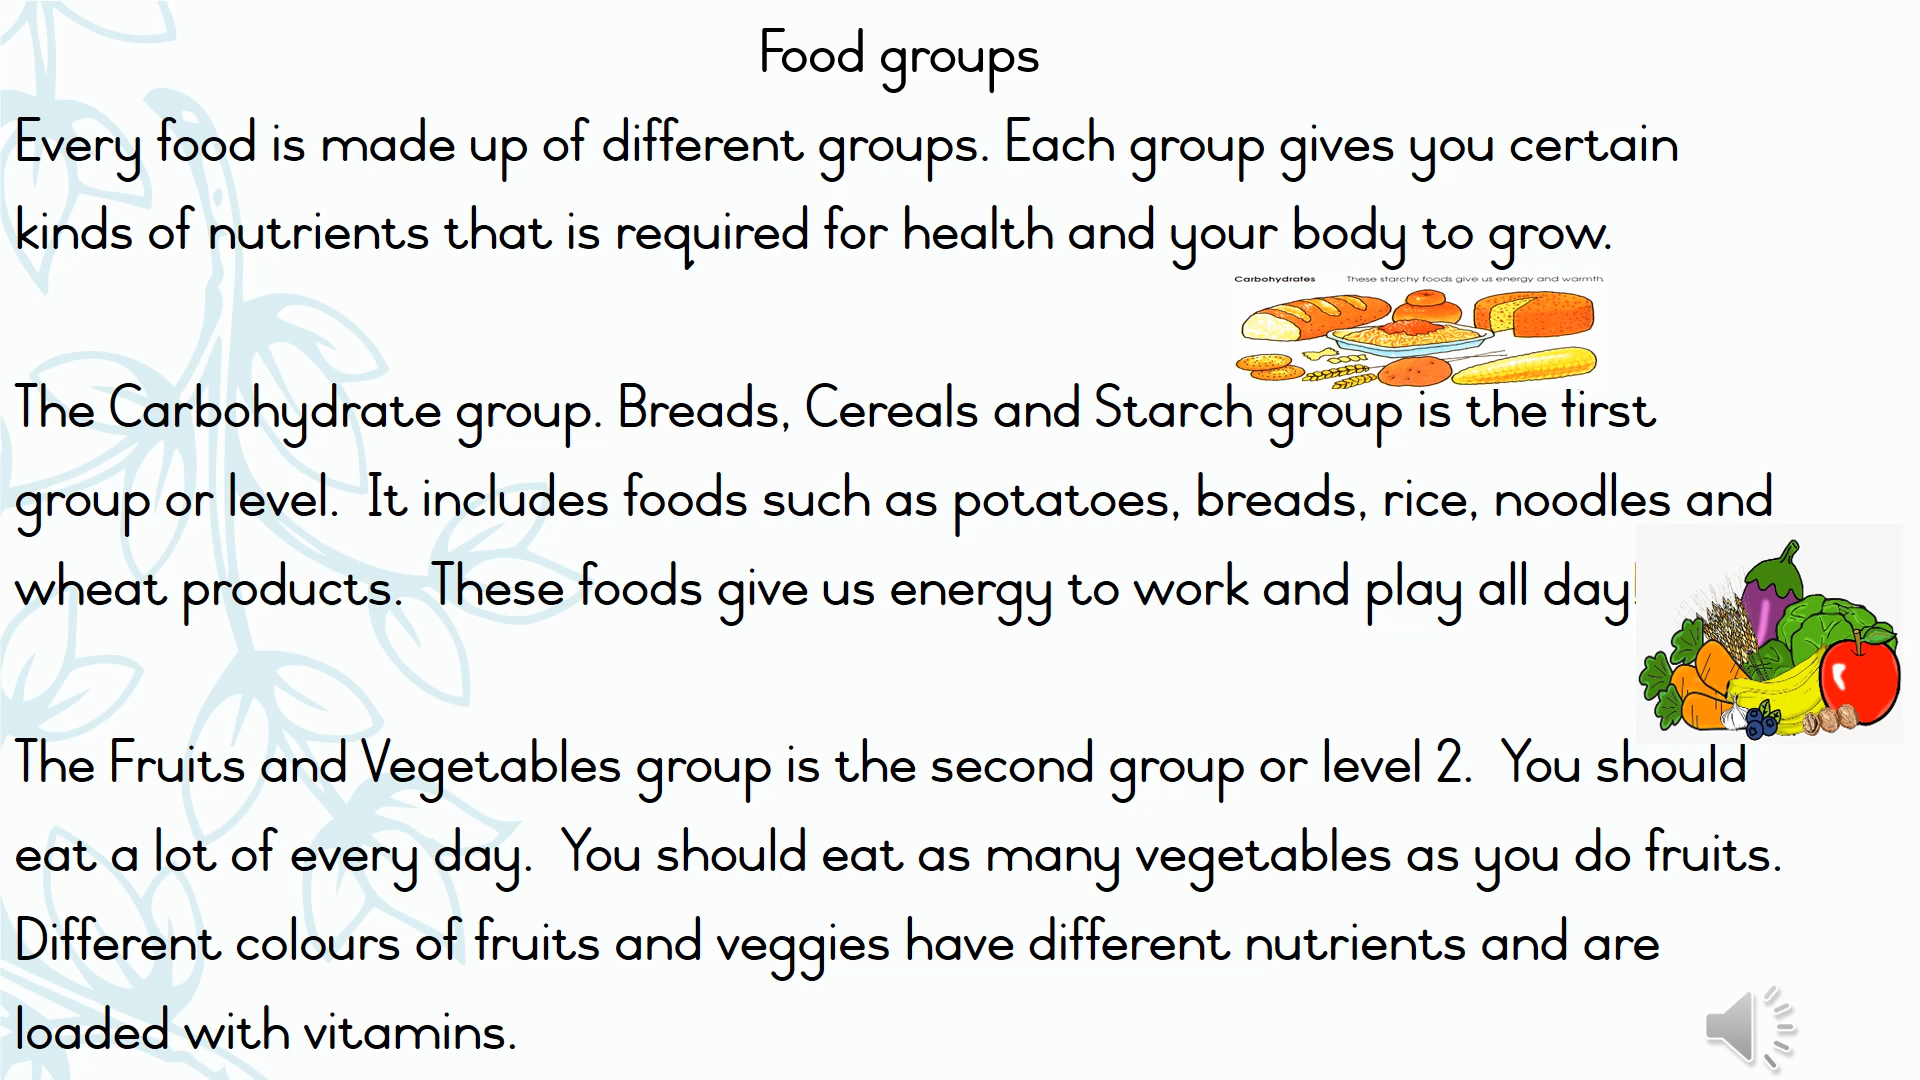 Food groups
Every food is made up of different groups. Each group gives you certain
kinds of nutrients that is required for health and your body to grow.
Carbohydrates These starchy foods give us energy and warmth.
The Carbohydrate group. Breads, Cereals and Starch group is the first
group or level. It includes foods such as potatoes, breads, rice, noodles and
wheat products. These foods give us energy to work and play all day!
The Fruits and Vegetables group is the second group or level 2. You should
eat a lot of every day. You should eat as many vegetables as you do fruits.
Different colours of fruits and veggies have different nutrients and are
loaded with vitamins.